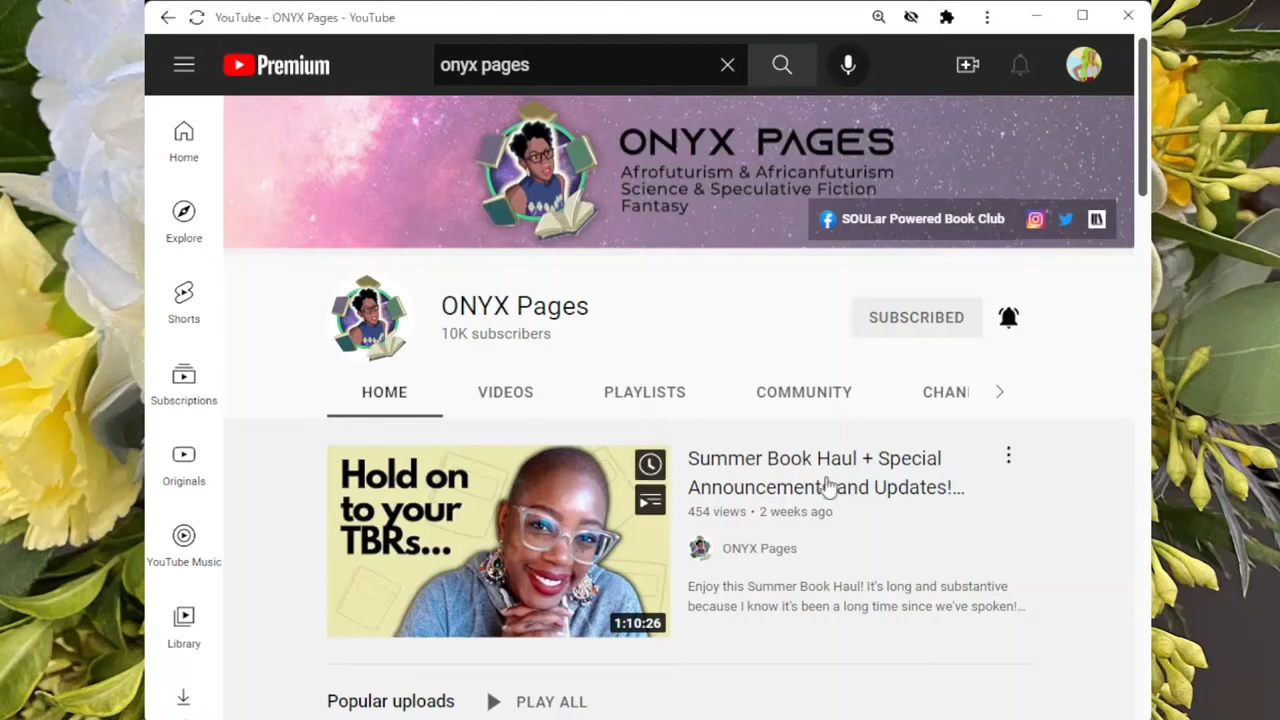 YouTube - ONYX Pages - YouTube
Premium
onyx pages
ONYX PAGES
Afrofuturism & Africanfuturism
Science & Speculative Fiction
Fantasy
SOULar Powered Book Club
Home
Explore
Shorts
Subscriptions
Originals
YouTube Music
Library
ONYX Pages
10K subscribers
SUBSCRIBED
HOME
VIDEOS
PLAYLISTS
COMMUNITY
CHAN
Hold on
to your
TBRs...
1:10:26
Summer Book Haul + Special
Announcement and Updates!...
454 views • 2 weeks ago
ONYX Pages
Enjoy this Summer Book Haul! It's long and substantive
because I know it's been a long time since we've spoken!...
Popular uploads
PLAY ALL